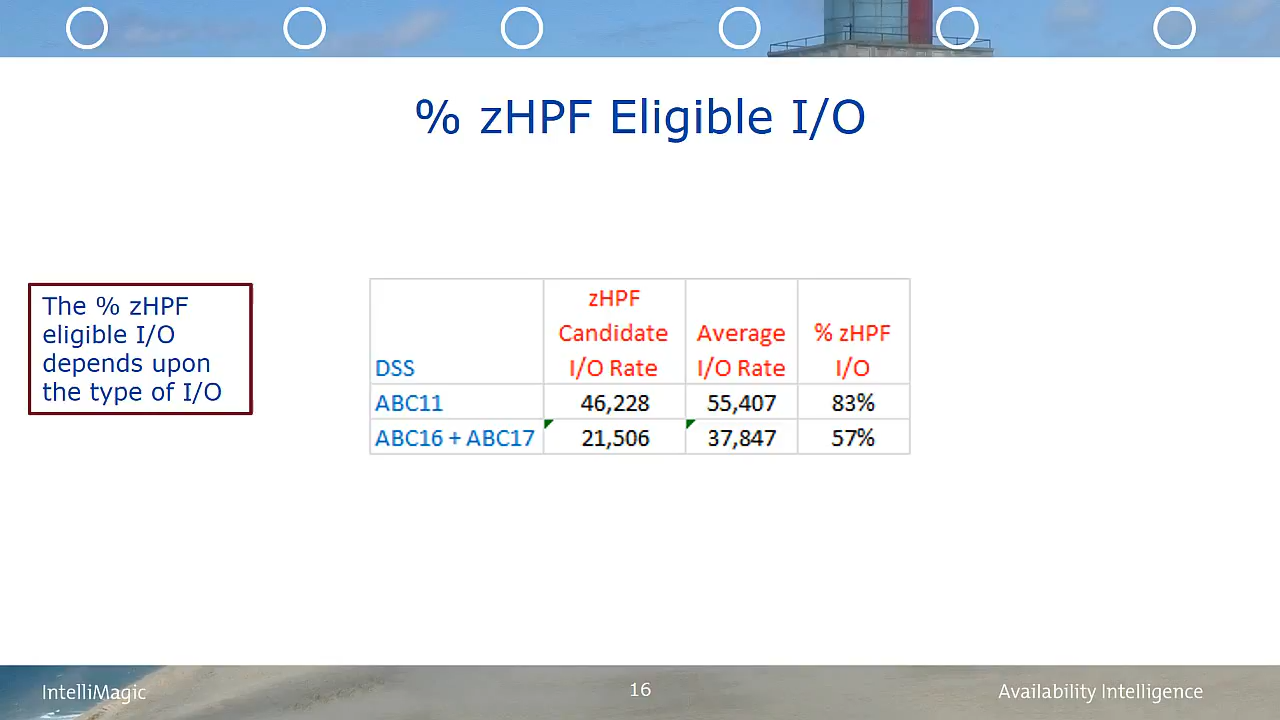 % zHPF Eligible I/O
The % zHPF
eligible I/O
depends upon
the type of I/O
zHPF
Candidate Average % zHPF
DSS I/O Rate I/O Rate I/O
ABC11 46,228 55,407 83%
ABC16 + ABC17 21,506 37,847 57%
IntelliMagic 16 Availability Intelligence